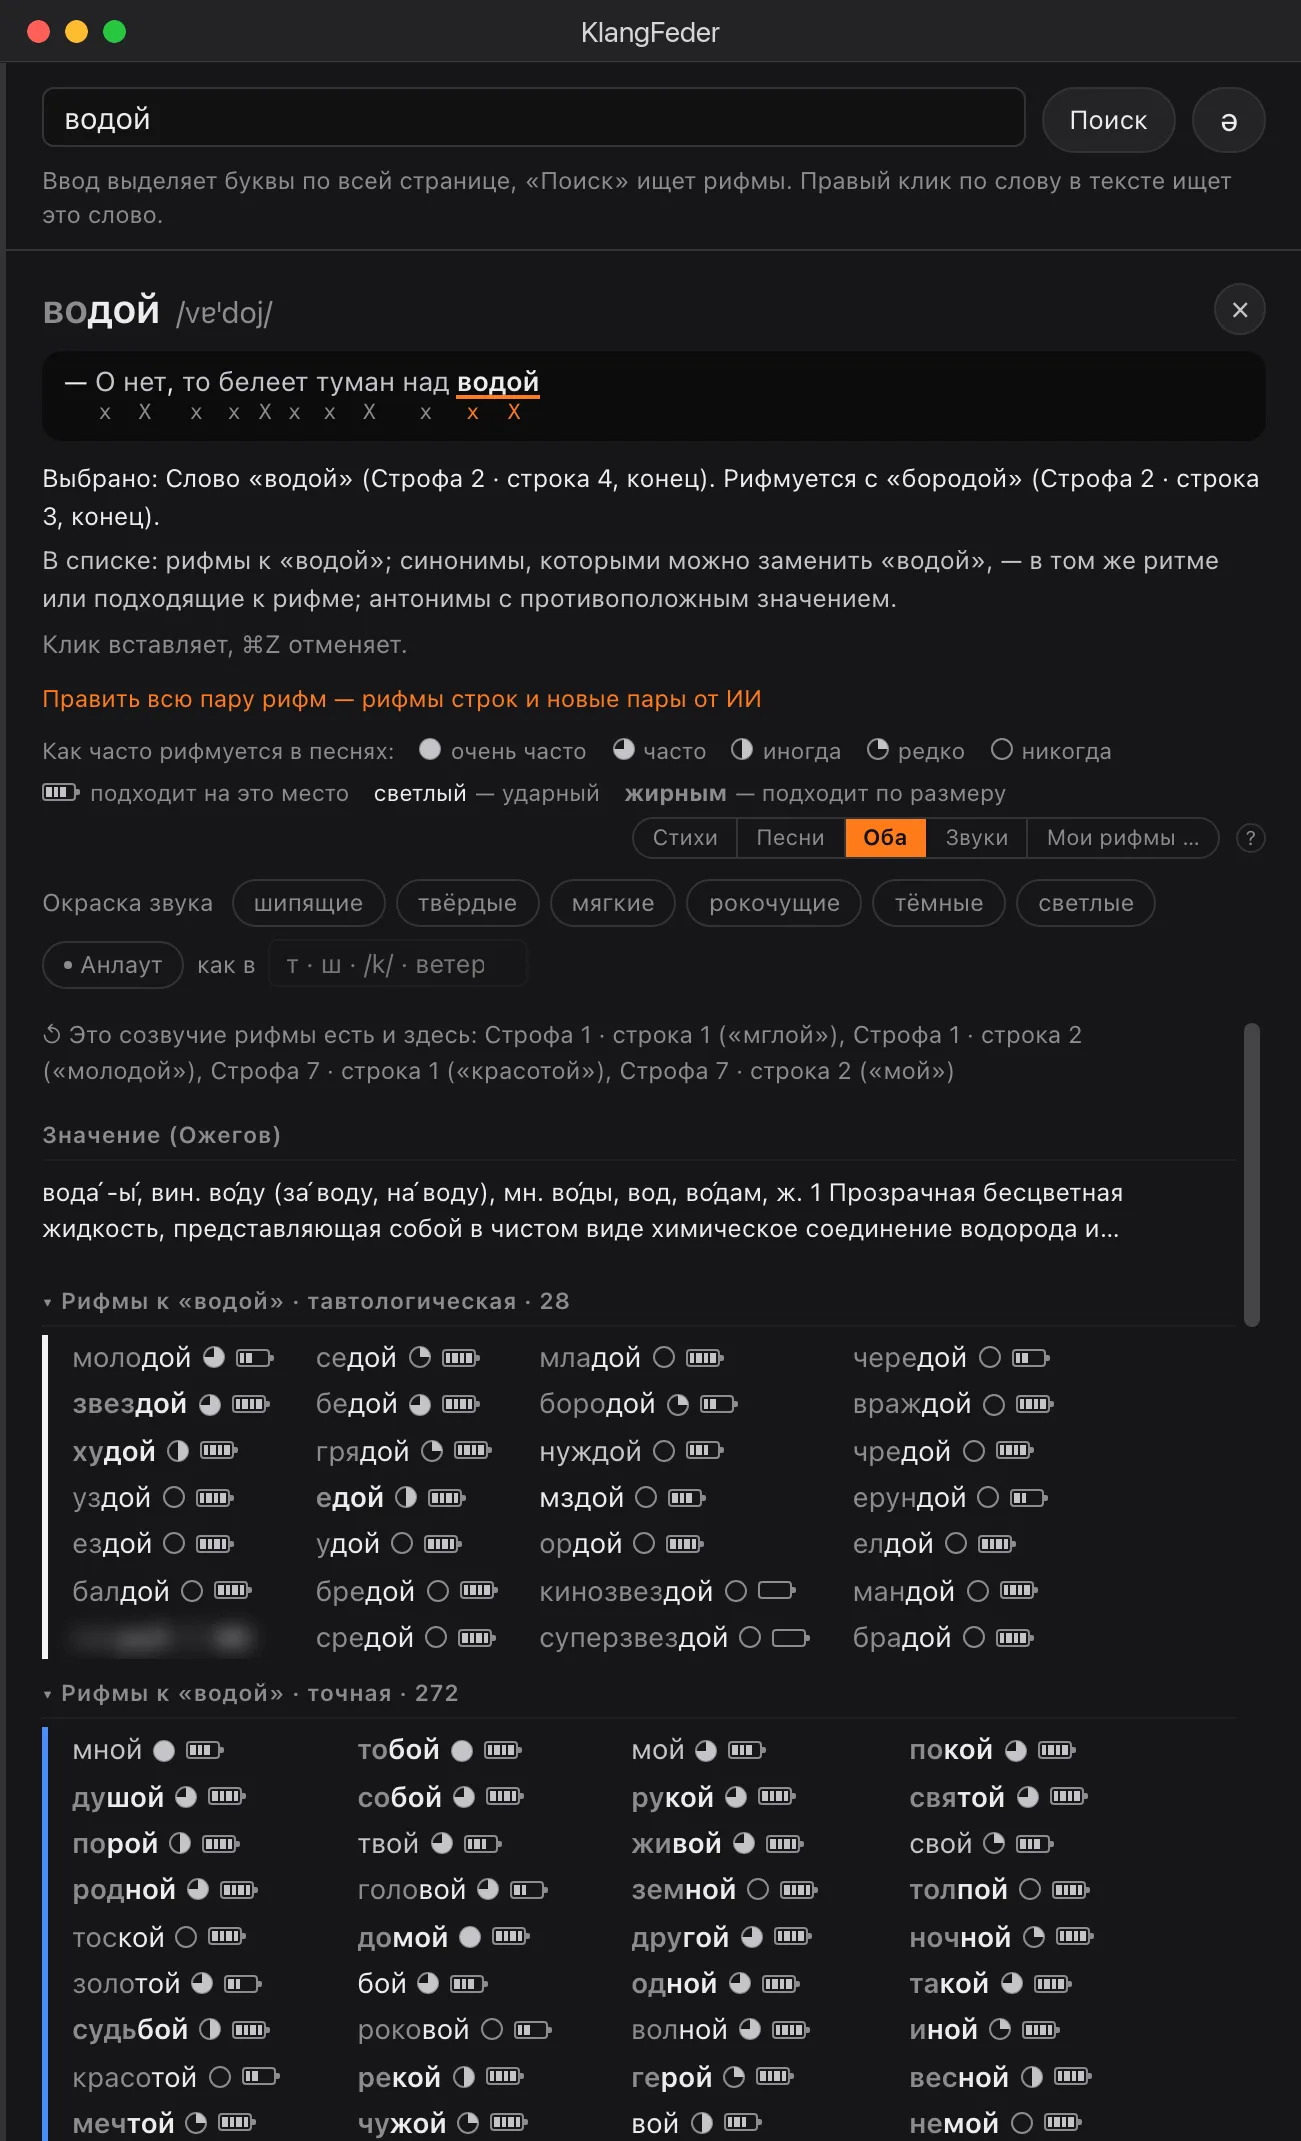 KlangFeder
водой
Поиск
ə
Ввод выделяет буквы по всей странице, «Поиск» ищет рифмы. Правый клик по слову в тексте ищет
это слово.
водой /vɐˈdoj/
×
— О нет, то белеет туман над водой
x X x x X x x X x x X
Выбрано: Слово «водой» (Строфа 2 · строка 4, конец). Рифмуется с «бородой» (Строфа 2 · строка
3, конец).
В списке: рифмы к «водой»; синонимы, которыми можно заменить «водой», — в том же ритме
или подходящие к рифме; антонимы с противоположным значением.
Клик вставляет, ⌘Z отменяет.
Править всю пару рифм — рифмы строк и новые пары от ИИ
Как часто рифмуется в песнях: очень часто часто иногда редко никогда
подходит на это место светлый — ударный жирным — подходит по размеру
Стихи Песни Оба Звуки Мои рифмы ... ?
Окраска звука шипящие твёрдые мягкие рокочущие тёмные светлые
• Анлаут как в т · ш · /k/ · ветер
↺ Это созвучие рифмы есть и здесь: Строфа 1 · строка 1 («мглой»), Строфа 1 · строка 2
(«молодой»), Строфа 7 · строка 1 («красотой»), Строфа 7 · строка 2 («мой»)
Значение (Ожегов)
вода́ -ы́, вин. во́ду (за́ воду, на́ воду), мн. во́ды, вод, во́дам, ж. 1 Прозрачная бесцветная
жидкость, представляющая собой в чистом виде химическое соединение водорода и...
▾ Рифмы к «водой» · тавтологическая · 28
молодой седой младой чередой
звездой бедой бородой враждой
худой грядой нуждой чредой
уздой едой мздой ерундой
ездой удой ордой елдой
балдой бредой кинозвездой мандой
средой суперзвездой брадой
▾ Рифмы к «водой» · точная · 272
мной тобой мой покой
душой собой рукой святой
порой твой живой свой
родной головой земной толпой
тоской домой другой ночной
золотой бой одной такой
судьбой роковой волной иной
красотой рекой герой весной
мечтой чужой вой немой